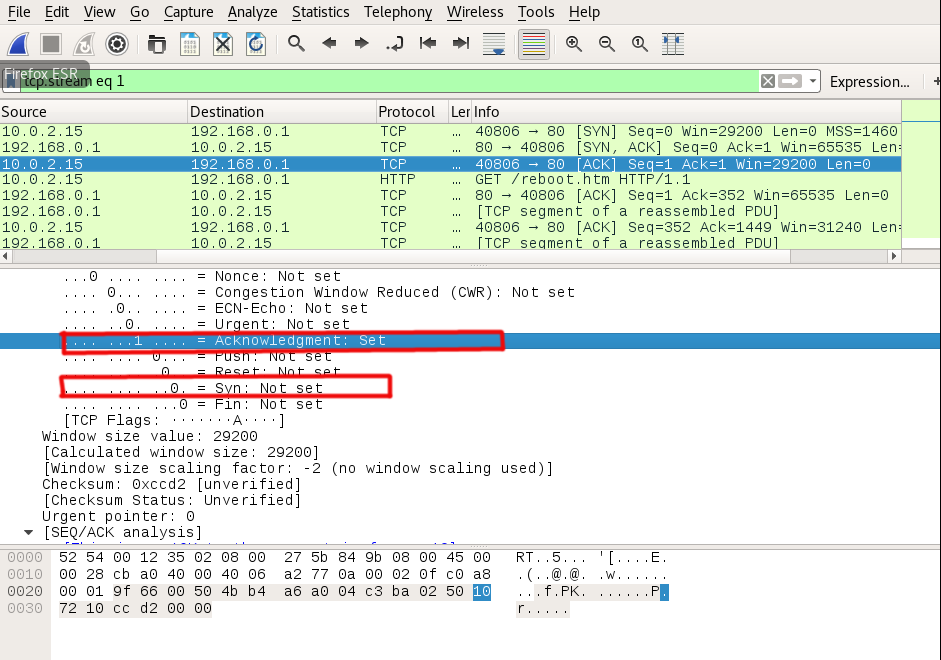 File Edit View Go Capture Analyze Statistics Telephony Wireless Tools Help
Firefox ESR
tcp.stream eq 1
Expression…
Source Destination Protocol Ler Info
10.0.2.15 192.168.0.1 TCP … 40806 → 80 [SYN] Seq=0 Win=29200 Len=0 MSS=1460
192.168.0.1 10.0.2.15 TCP … 80 → 40806 [SYN, ACK] Seq=0 Ack=1 Win=65535 Len=
10.0.2.15 192.168.0.1 TCP … 40806 → 80 [ACK] Seq=1 Ack=1 Win=29200 Len=0
10.0.2.15 192.168.0.1 HTTP … GET /reboot.htm HTTP/1.1
192.168.0.1 10.0.2.15 TCP … 80 → 40806 [ACK] Seq=1 Ack=352 Win=65535 Len=0
192.168.0.1 10.0.2.15 TCP … [TCP segment of a reassembled PDU]
10.0.2.15 192.168.0.1 TCP … 40806 → 80 [ACK] Seq=352 Ack=1449 Win=31240 Len=
192.168.0.1 10.0.2.15 TCP … [TCP segment of a reassembled PDU]
...0 .... .... = Nonce: Not set
.... 0... .... = Congestion Window Reduced (CWR): Not set
.... .0.. .... = ECN-Echo: Not set
.... ..0. .... = Urgent: Not set
.... ...1 .... = Acknowledgment: Set
.... .... 0... = Push: Not set
.... .... .0.. = Reset: Not set
.... .... ..0. = Syn: Not set
.... .... ...0 = Fin: Not set
[TCP Flags: ·······A····]
Window size value: 29200
[Calculated window size: 29200]
[Window size scaling factor: -2 (no window scaling used)]
Checksum: 0xccd2 [unverified]
[Checksum Status: Unverified]
Urgent pointer: 0
[SEQ/ACK analysis]
0000 52 54 00 12 35 02 08 00 27 5b 84 9b 08 00 45 00 RT..5... '[....E.
0010 00 28 cb a0 40 00 40 06 a2 77 0a 00 02 0f c0 a8 .(..@.@. .w......
0020 00 01 9f 66 00 50 4b b4 a6 a0 04 c3 ba 02 50 10 ...f.PK. ......P.
0030 72 10 cc d2 00 00 r.....